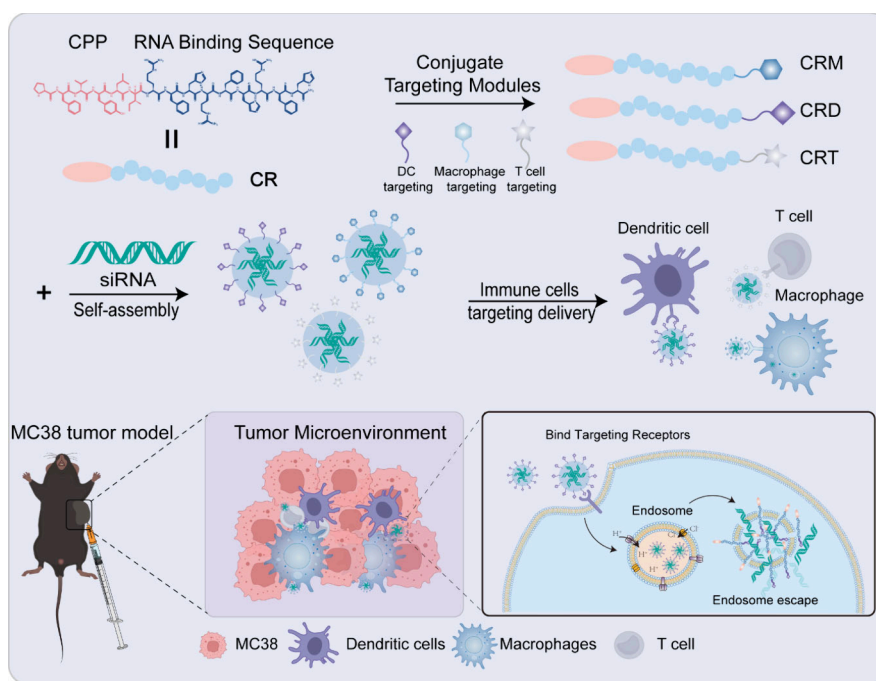 CPP
RNA Binding Sequence
=
CR
Conjugate
Targeting Modules
DC
targeting
Macrophage
targeting
T cell
targeting
CRM
CRD
CRT
+
siRNA
Self-assembly
Immune cells
targeting delivery
Dendritic cell
T cell
Macrophage
MC38 tumor model
Tumor Microenvironment
Bind Targeting Receptors
Endosome
H⁺
Cl⁻
Cl⁻
H⁺
H⁺
Endosome escape
MC38
Dendritic cells
Macrophages
T cell